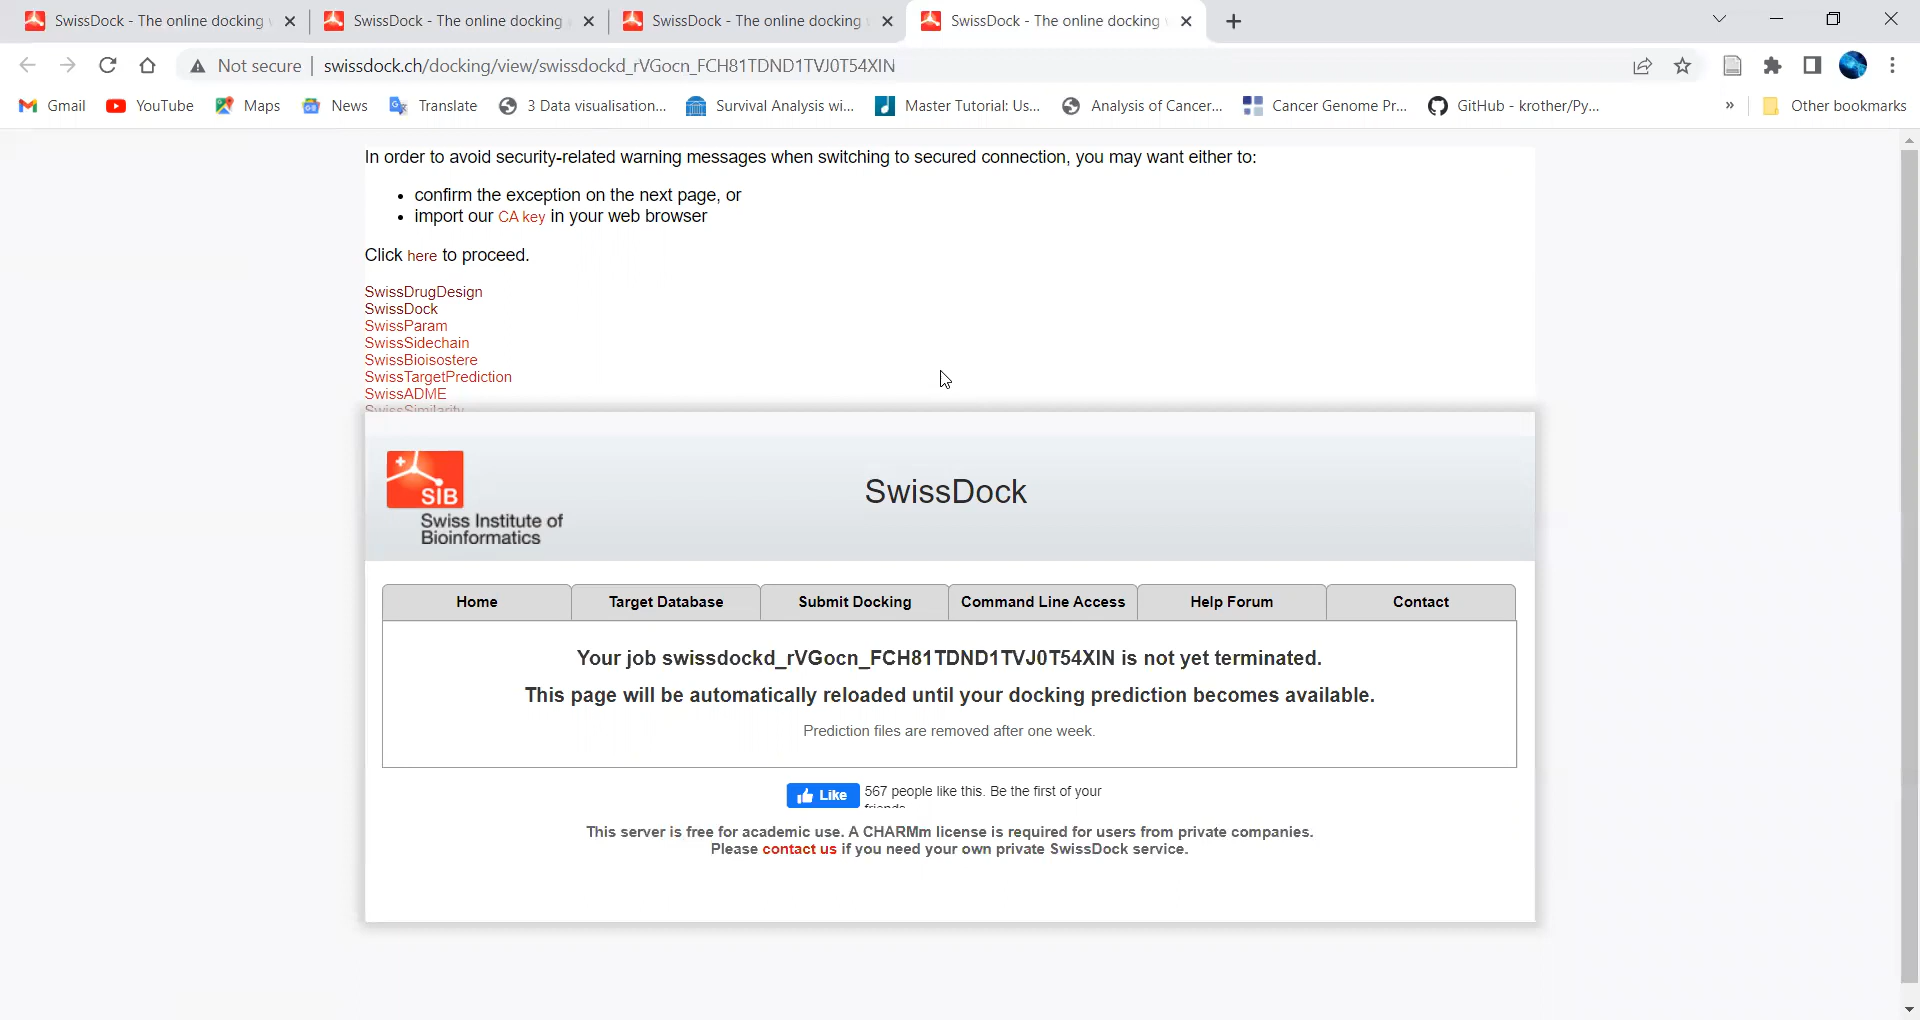 SwissDock - The online docking
SwissDock - The online docking
SwissDock - The online docking
SwissDock - The online docking
Not secure | swissdock.ch/docking/view/swissdockd_rVGocn_FCH81TDND1TVJ0T54XIN
Gmail YouTube Maps News Translate 3 Data visualisation... Survival Analysis wi... Master Tutorial: Us... Analysis of Cancer... Cancer Genome Pr... GitHub - krother/Py... » Other bookmarks
In order to avoid security-related warning messages when switching to secured connection, you may want either to:
• confirm the exception on the next page, or
• import our CA key in your web browser
Click here to proceed.
SwissDrugDesign
SwissDock
SwissParam
SwissSidechain
SwissBioisostere
SwissTargetPrediction
SwissADME
SwissSimilarity
SIB
Swiss Institute of
Bioinformatics
SwissDock
Home Target Database Submit Docking Command Line Access Help Forum Contact
Your job swissdockd_rVGocn_FCH81TDND1TVJ0T54XIN is not yet terminated.
This page will be automatically reloaded until your docking prediction becomes available.
Prediction files are removed after one week.
Like 567 people like this. Be the first of your
friends.
This server is free for academic use. A CHARMm license is required for users from private companies.
Please contact us if you need your own private SwissDock service.